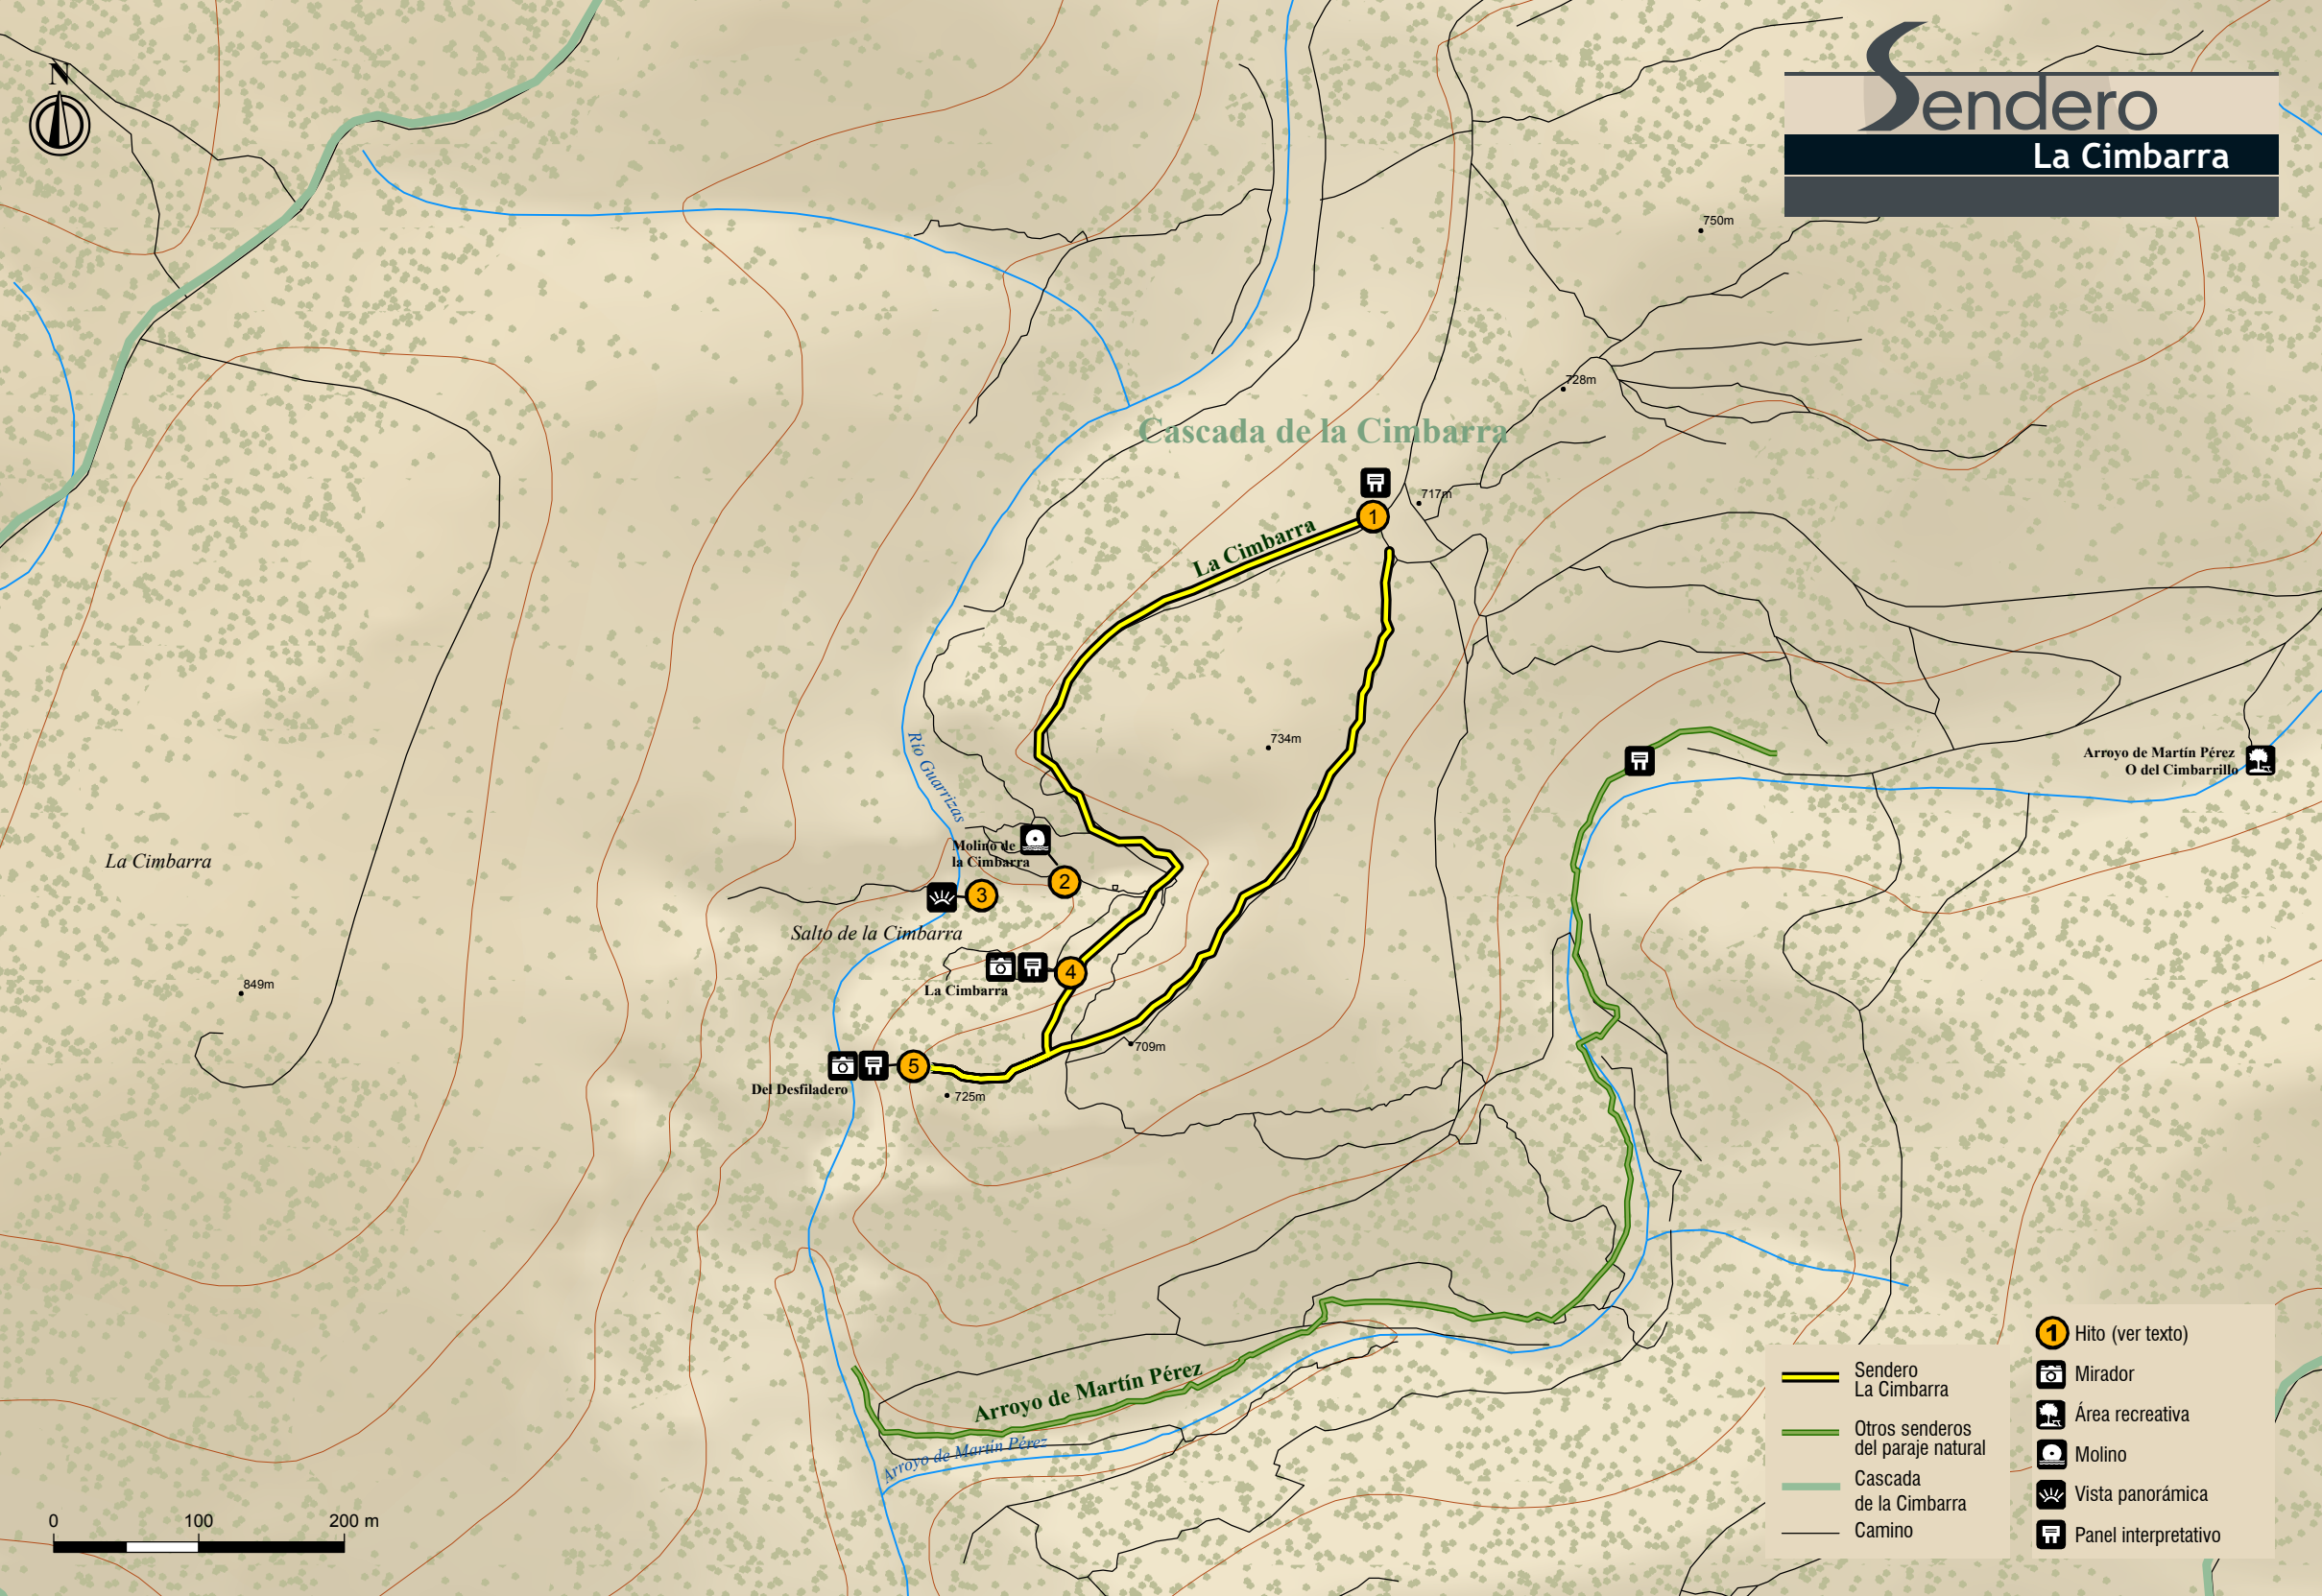 N
Sendero
La Cimbarra
750m
728m
Cascada de la Cimbarra
717m
1
La Cimbarra
734m
Río Guarrizas
Arroyo de Martín Pérez
O del Cimbarrillo
Molino de
la Cimbarra
2
3
La Cimbarra
Salto de la Cimbarra
4
La Cimbarra
849m
709m
5
Del Desfiladero
725m
Arroyo de Martín Pérez
Arroyo de Martín Pérez
0 100 200 m
Sendero
La Cimbarra
Otros senderos
del paraje natural
Cascada
de la Cimbarra
Camino
1 Hito (ver texto)
Mirador
Área recreativa
Molino
Vista panorámica
Panel interpretativo